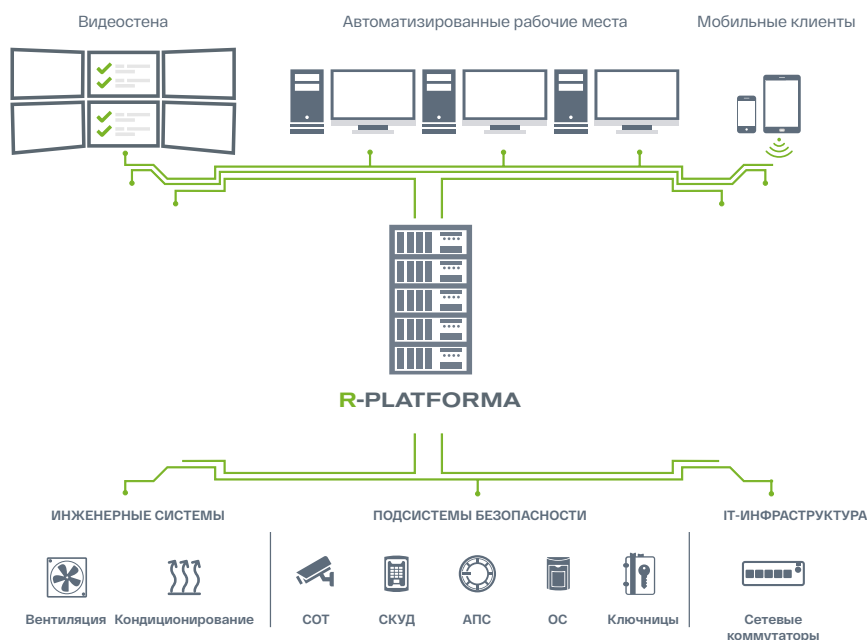 Видеостена
Автоматизированные рабочие места
Мобильные клиенты
R-PLATFORMA
ИНЖЕНЕРНЫЕ СИСТЕМЫ
ПОДСИСТЕМЫ БЕЗОПАСНОСТИ
IT-ИНФРАСТРУКТУРА
Вентиляция
Кондиционирование
СОТ
СКУД
АПС
ОС
Ключницы
Сетевые
коммутаторы